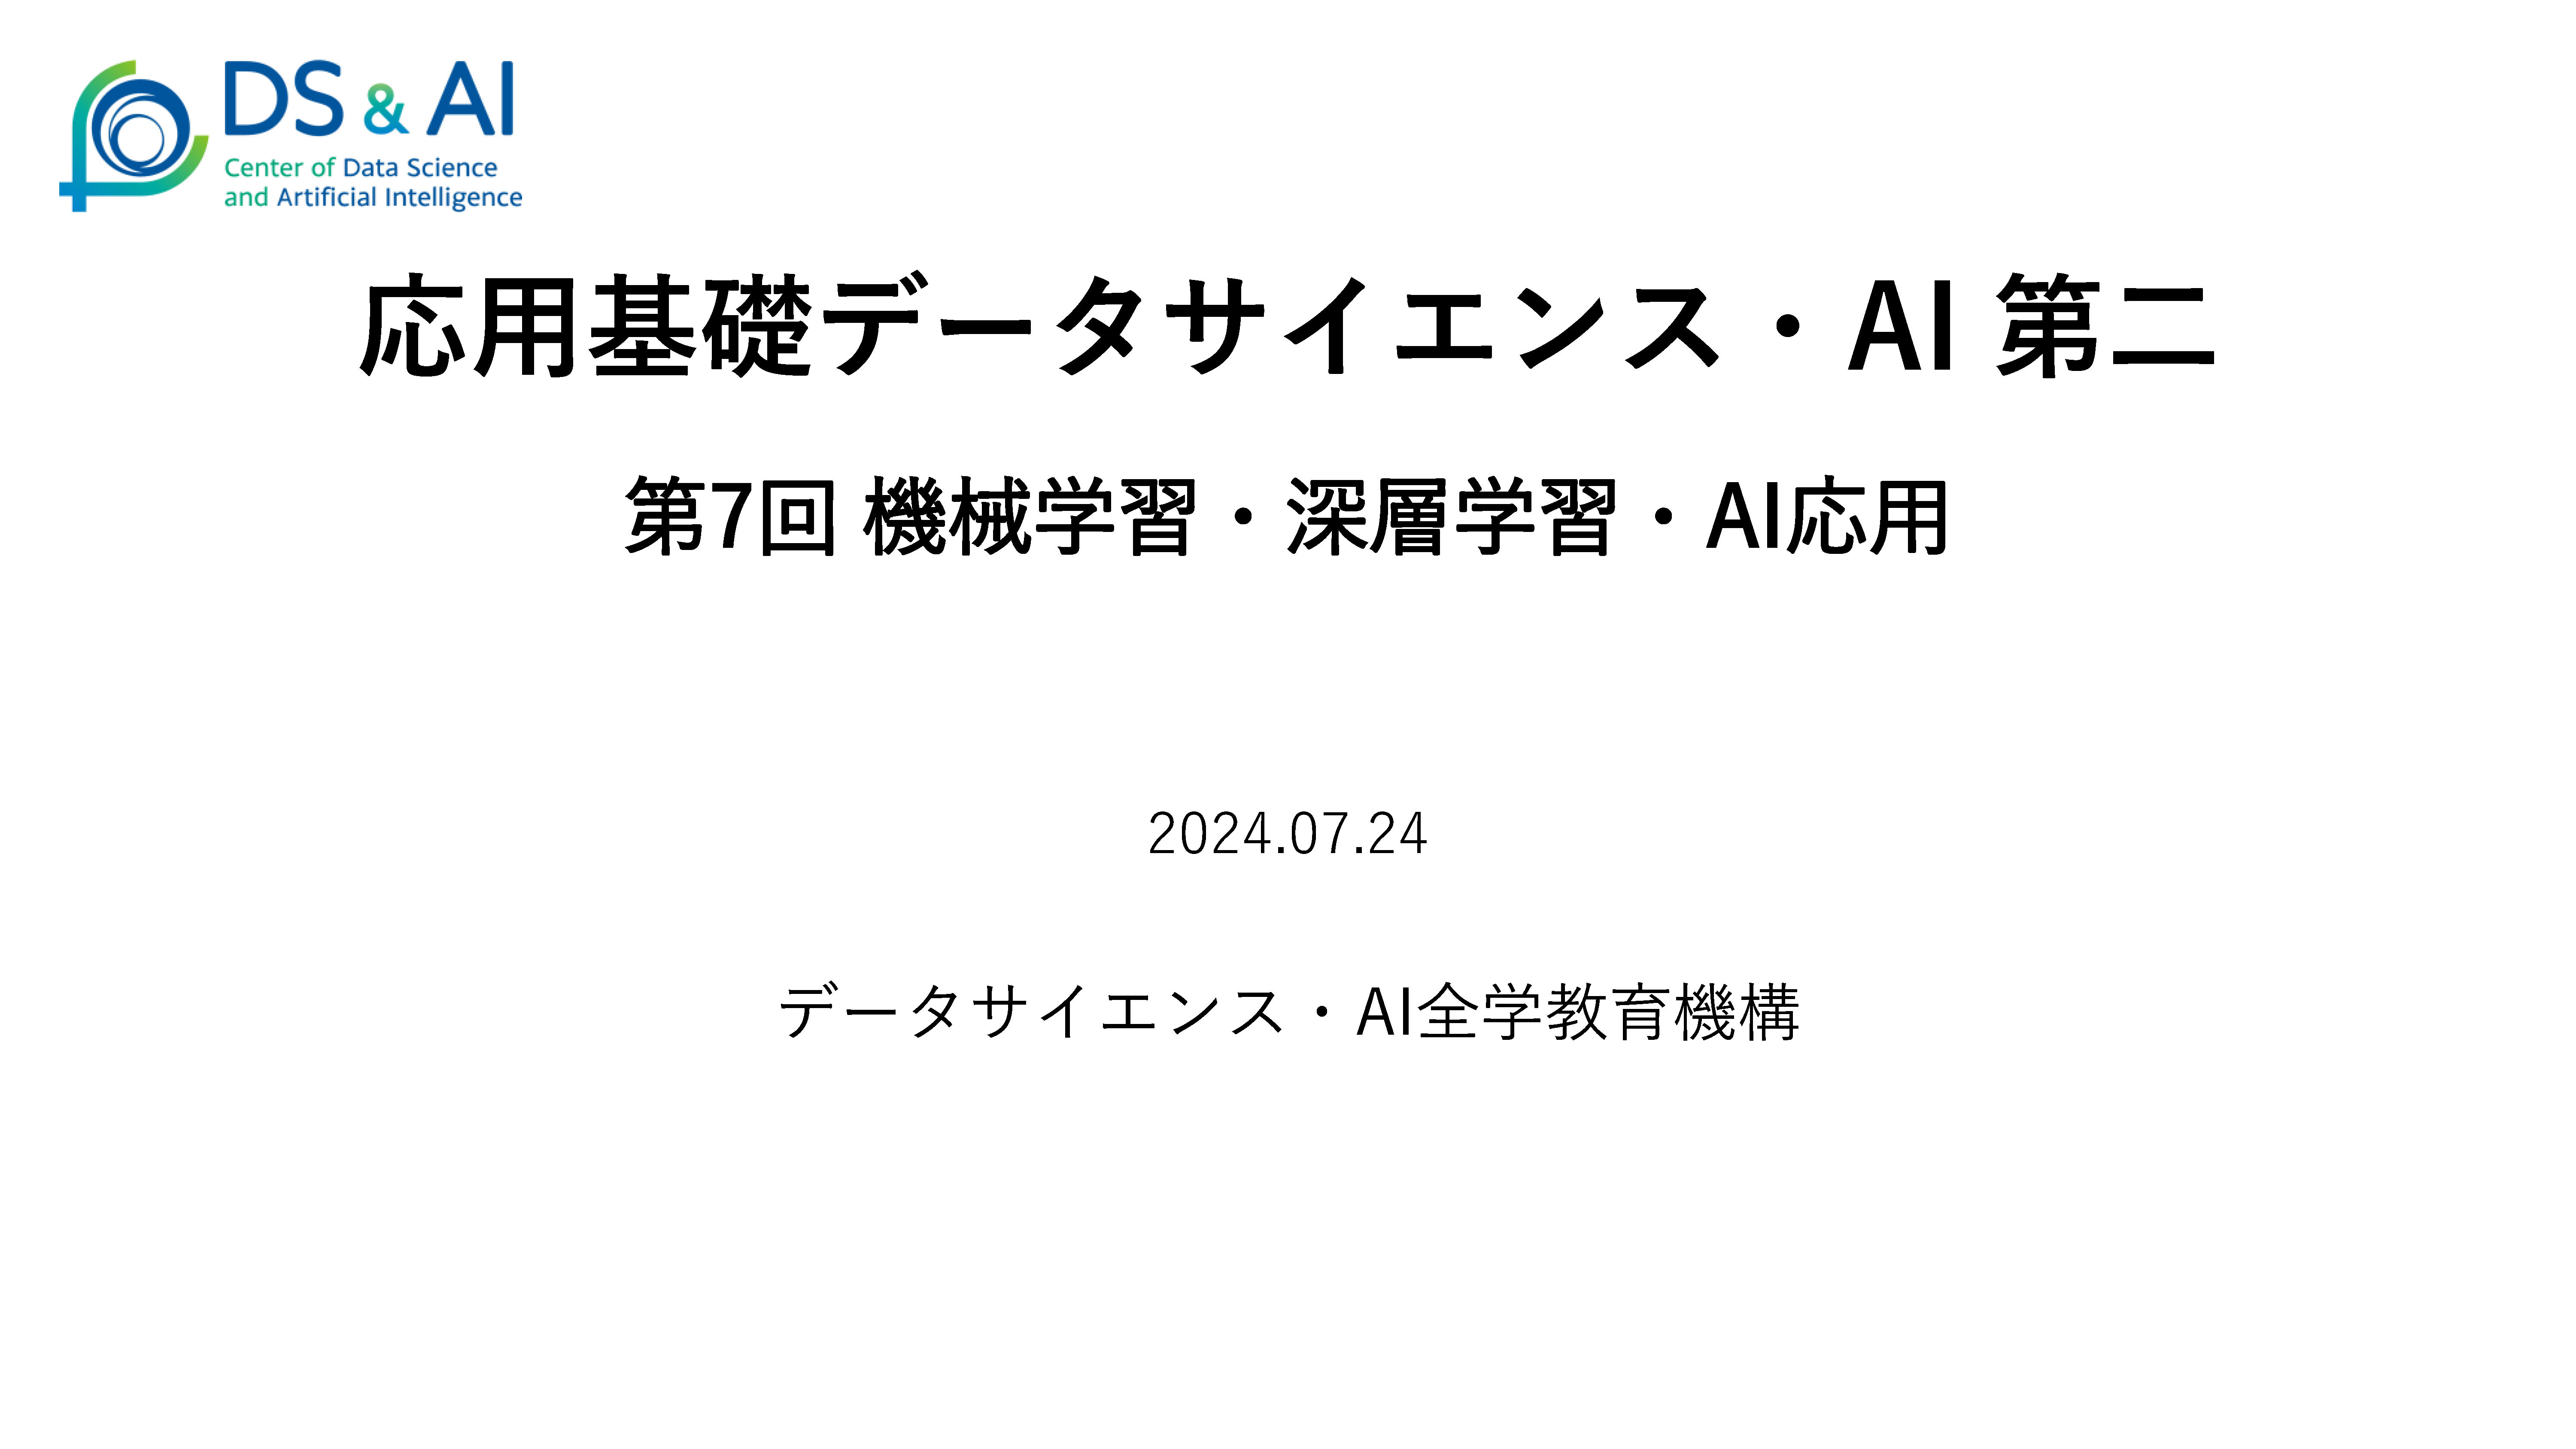 DS & AI
Center of Data Science
and Artificial Intelligence
応用基礎データサイエンス・AI 第二
第7回 機械学習・深層学習・AI応用
2024.07.24
データサイエンス・AI全学教育機構